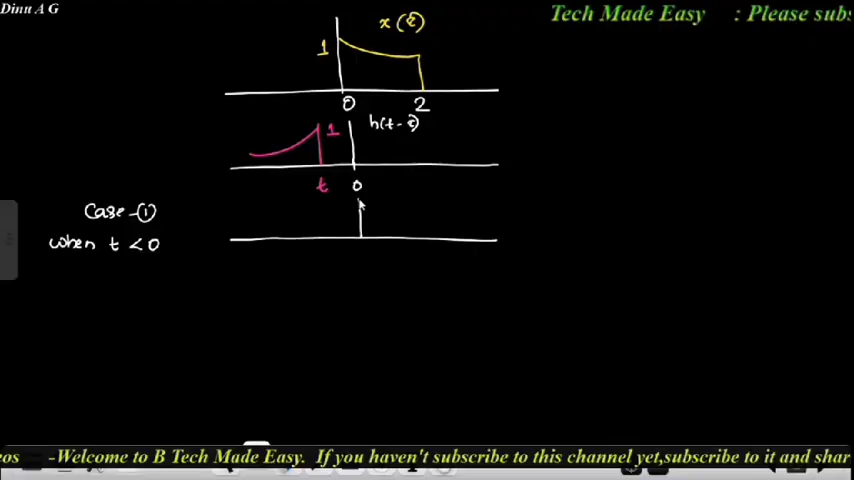 Dinu A G
Tech Made Easy : Please subs
x(τ)
1
0 2
h(t-τ)
1
t 0
Case-①
when t < 0
eos -Welcome to B Tech Made Easy. If you haven't subscribe to this channel yet,subscribe to it and shar